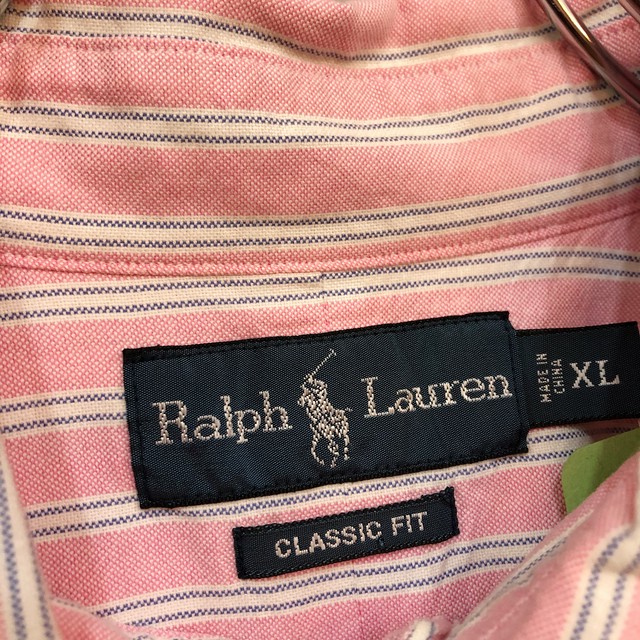 Ralph Lauren
MADE IN
CHINA
XL
CLASSIC FIT